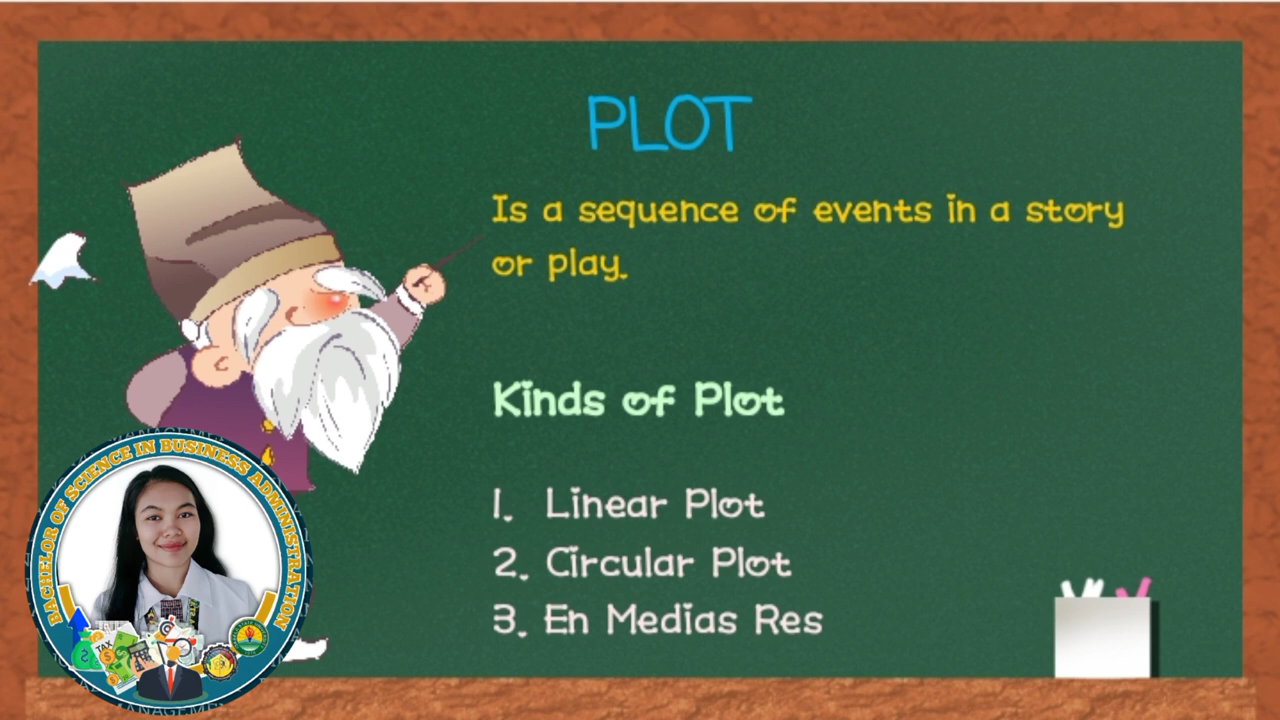 PLOT
Is a sequence of events in a story
or play.
Kinds of Plot
1. Linear Plot
2. Circular Plot
3. En Medias Res
BACHELOR OF SCIENCE IN BUSINESS ADMINISTRATION
TAX